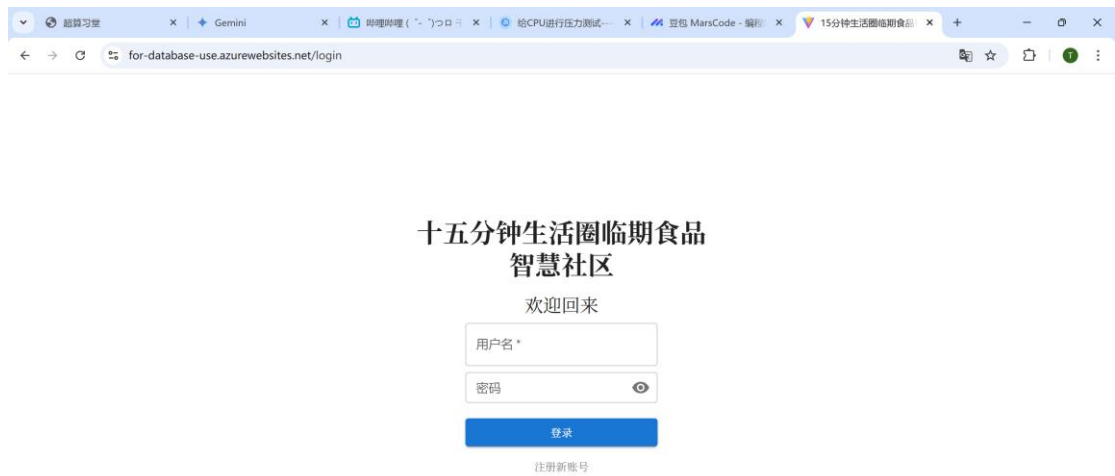 超算习堂
Gemini
哔哩哔哩 ( ゜- ゜)つロ
给CPU进行压力测试-
豆包 MarsCode - 编程
15分钟生活圈临期食品
for-database-use.azurewebsites.net/login
T
十五分钟生活圈临期食品
智慧社区
欢迎回来
用户名 *
密码
登录
注册新账号